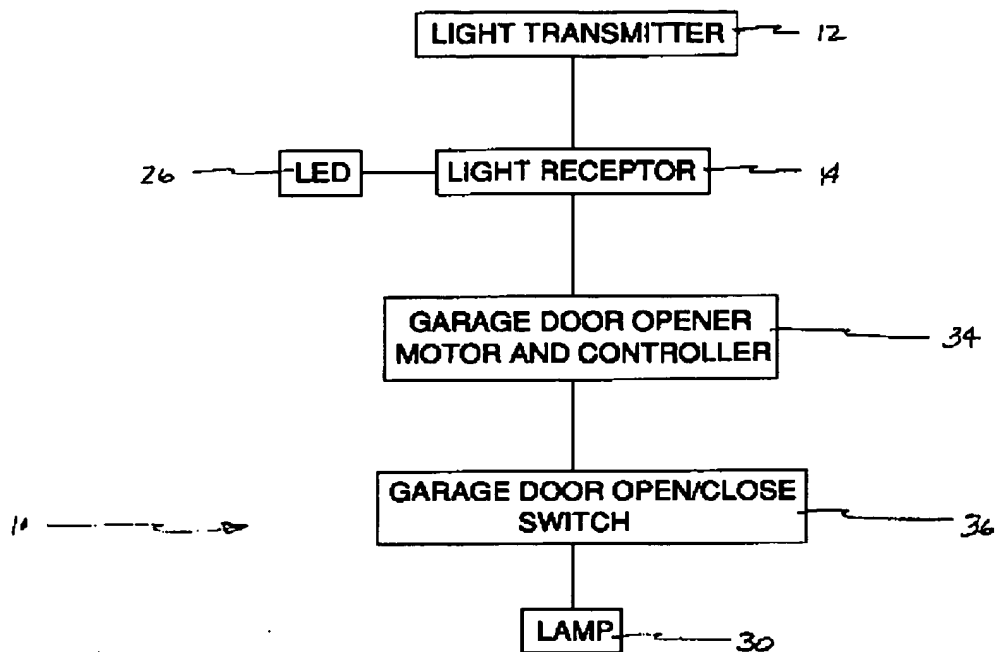 LIGHT TRANSMITTER 12
26 LED LIGHT RECEPTOR 14
GARAGE DOOR OPENER
MOTOR AND CONTROLLER 34
GARAGE DOOR OPEN/CLOSE
SWITCH 36
10
LAMP 30